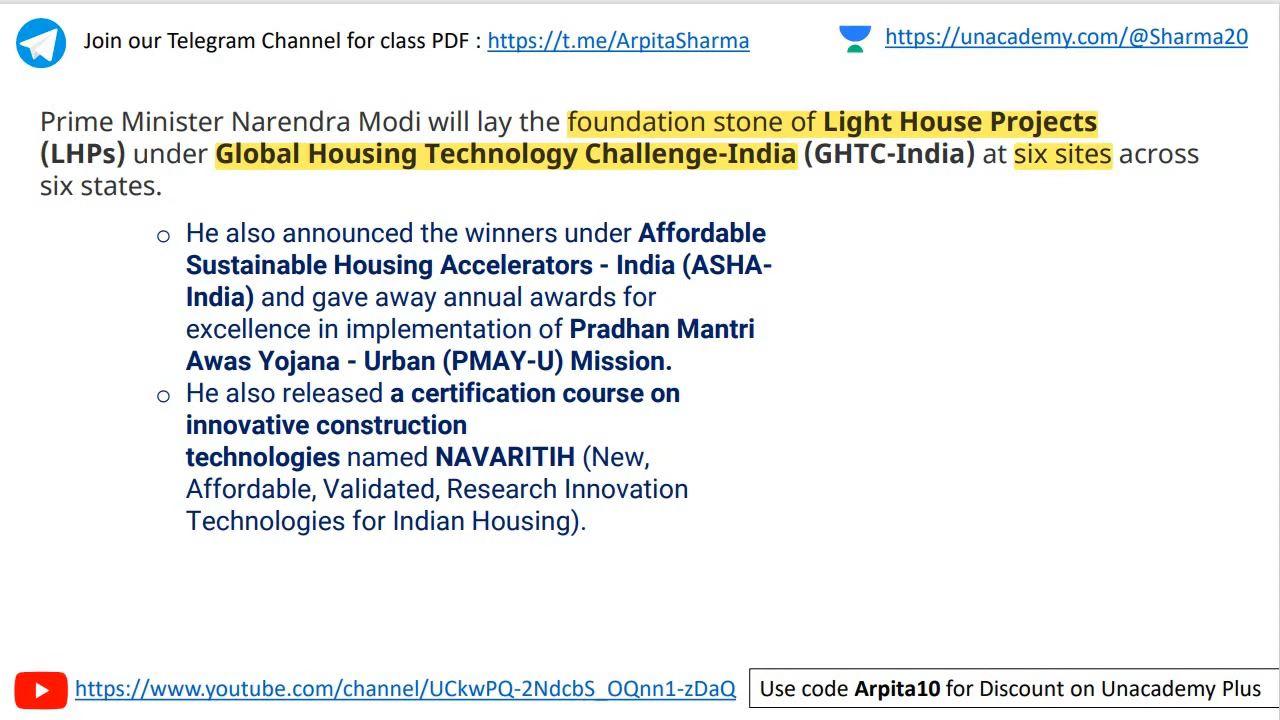 Join our Telegram Channel for class PDF : https://t.me/ArpitaSharma
https://unacademy.com/@Sharma20
Prime Minister Narendra Modi will lay the foundation stone of Light House Projects
(LHPs) under Global Housing Technology Challenge-India (GHTC-India) at six sites across
six states.
o He also announced the winners under Affordable
Sustainable Housing Accelerators - India (ASHA-
India) and gave away annual awards for
excellence in implementation of Pradhan Mantri
Awas Yojana - Urban (PMAY-U) Mission.
o He also released a certification course on
innovative construction
technologies named NAVARITIH (New,
Affordable, Validated, Research Innovation
Technologies for Indian Housing).
https://www.youtube.com/channel/UCkwPQ-2NdcbS_OQnn1-zDaQ
Use code Arpita10 for Discount on Unacademy Plus